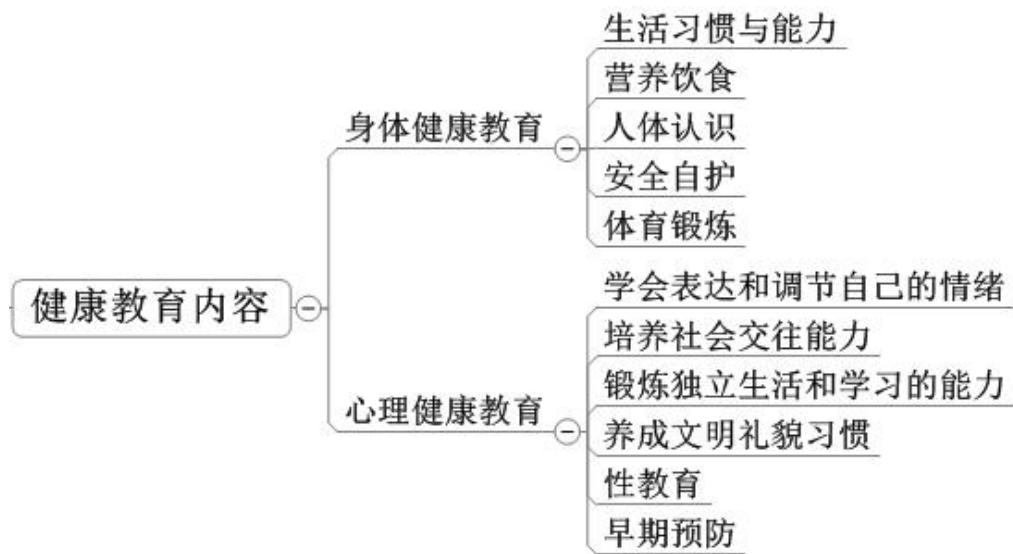 健康教育内容
身体健康教育
生活习惯与能力
营养饮食
人体认识
安全自护
体育锻炼
心理健康教育
学会表达和调节自己的情绪
培养社会交往能力
锻炼独立生活和学习的能力
养成文明礼貌习惯
性教育
早期预防